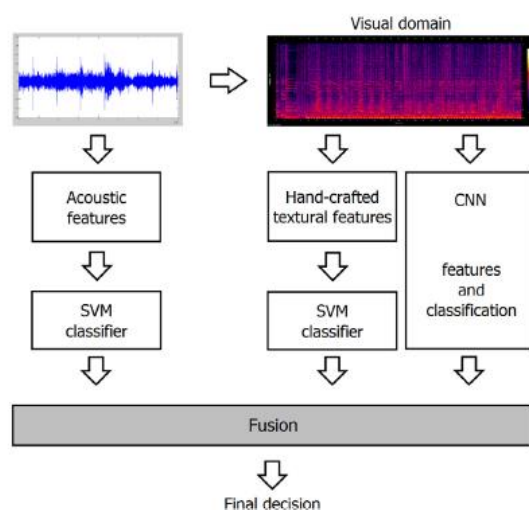 Visual domain
Acoustic
features
Hand-crafted
textural features
CNN
features
and
classification
SVM
classifier
SVM
classifier
Fusion
Final decision